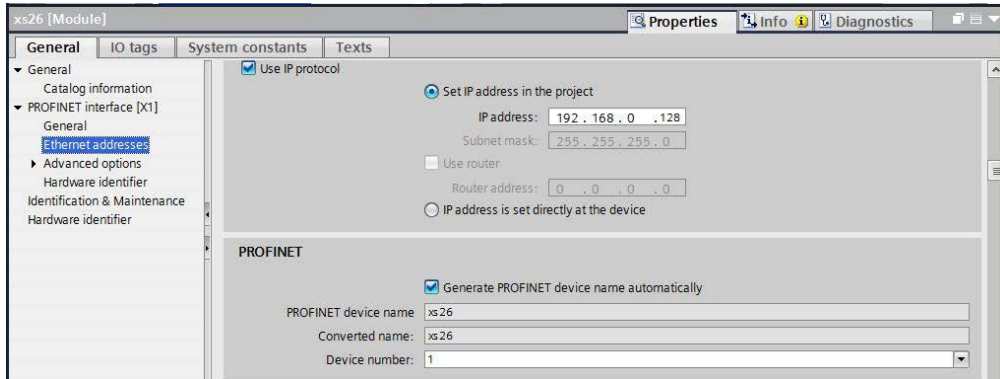 xs26 [Module]
Properties
Info
Diagnostics
General
IO tags
System constants
Texts
General
Catalog information
PROFINET interface [X1]
General
Ethernet addresses
Advanced options
Hardware identifier
Identification & Maintenance
Hardware identifier
Use IP protocol
Set IP address in the project
IP address: 192 . 168 . 0 . 128
Subnet mask: 255 . 255 . 255 . 0
Use router
Router address: 0 . 0 . 0 . 0
IP address is set directly at the device
PROFINET
Generate PROFINET device name automatically
PROFINET device name xs26
Converted name: xs26
Device number: 1